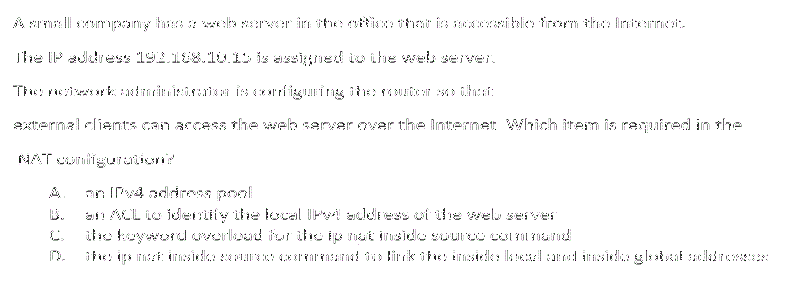 A small company has a web server in the office that is accessible from the Internet.
The IP address 192.168.10.15 is assigned to the web server.
The network administrator is configuring the router so that
external clients can access the web server over the Internet. Which item is required in the
NAT configuration?
A. an IPv4 address pool
B. an ACL to identify the local IPv4 address of the web server
C. the keyword overload for the ip nat inside source command
D. the ip nat inside source command to link the inside local and inside global addresses